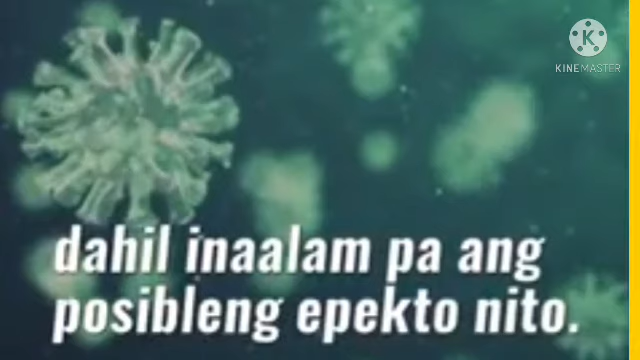 KINEMASTER
dahil inaalam pa ang
posibleng epekto nito.